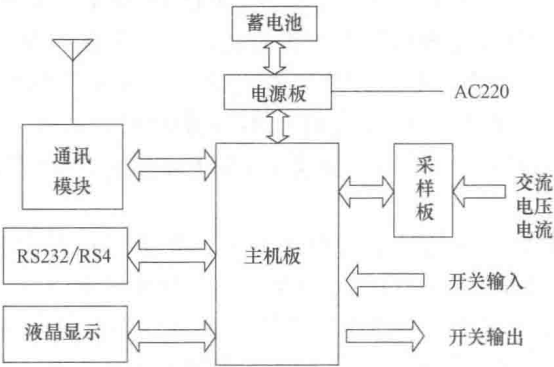 蓄电池
电源板
AC220
通讯
模块
采
样
板
交流
电压
电流
RS232/RS4
主机板
开关输入
液晶显示
开关输出